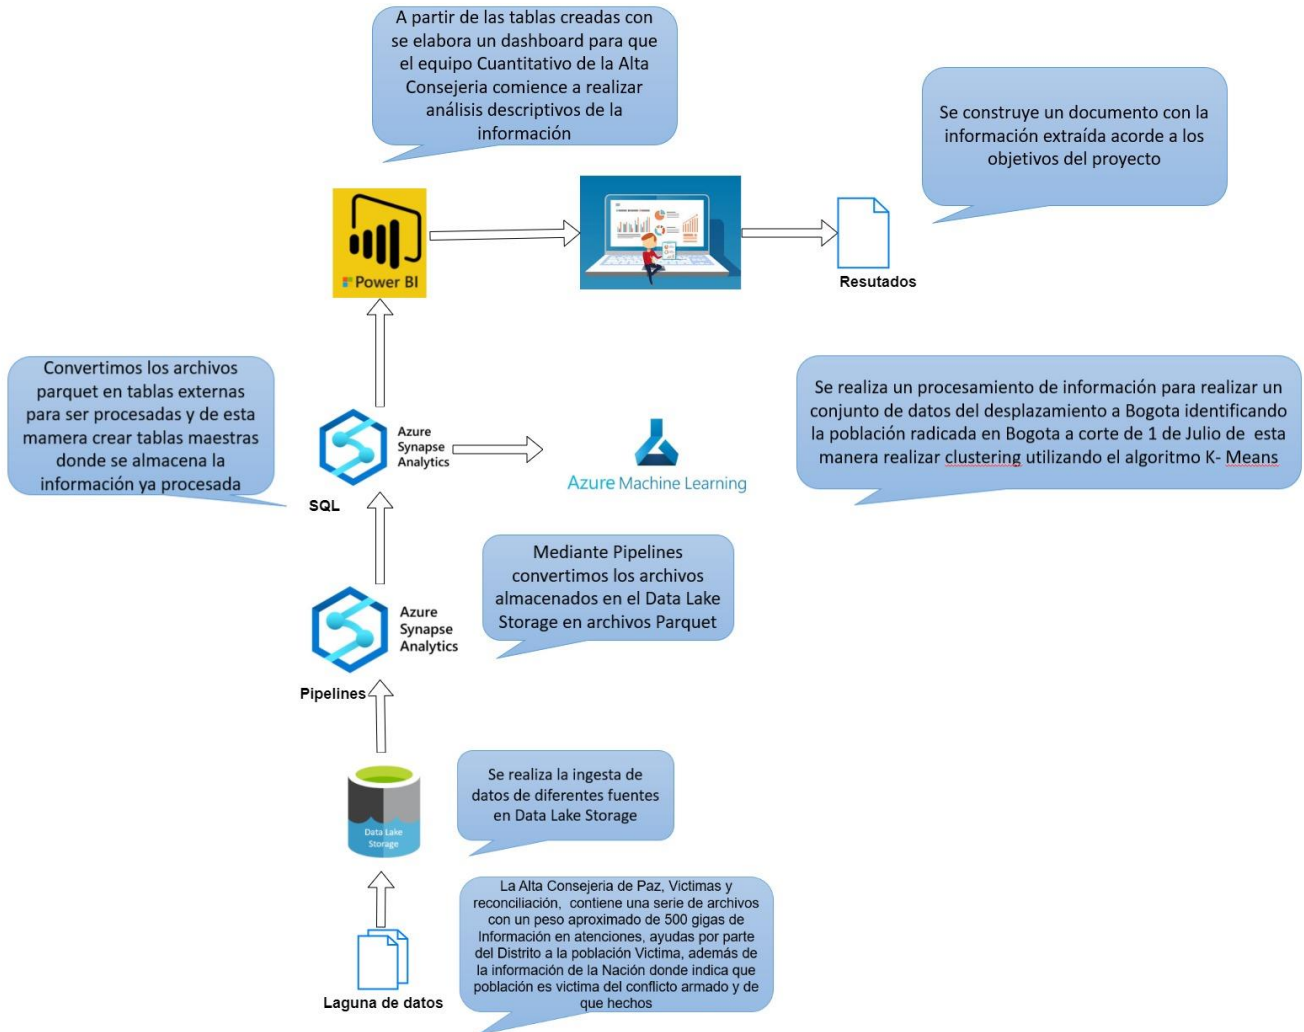 A partir de las tablas creadas con
se elabora un dashboard para que
el equipo Cuantitativo de la Alta
Consejeria comience a realizar
análisis descriptivos de la
información
Se construye un documento con la
información extraída acorde a los
objetivos del proyecto
Power BI
Resutados
Convertimos los archivos
parquet en tablas externas
para ser procesadas y de esta
mamera crear tablas maestras
donde se almacena la
información ya procesada
Azure
Synapse
Analytics
SQL
Azure Machine Learning
Se realiza un procesamiento de información para realizar un
conjunto de datos del desplazamiento a Bogota identificando
la población radicada en Bogota a corte de 1 de Julio de esta
manera realizar clustering utilizando el algoritmo K- Means
Mediante Pipelines
convertimos los archivos
almacenados en el Data Lake
Storage en archivos Parquet
Azure
Synapse
Analytics
Pipelines
Se realiza la ingesta de
datos de diferentes fuentes
en Data Lake Storage
Data Lake
Storage
La Alta Consejeria de Paz, Victimas y
reconciliación, contiene una serie de archivos
con un peso aproximado de 500 gigas de
Información en atenciones, ayudas por parte
del Distrito a la población Victima, además de
la información de la Nación donde indica que
población es victima del conflicto armado y de
que hechos
Laguna de datos